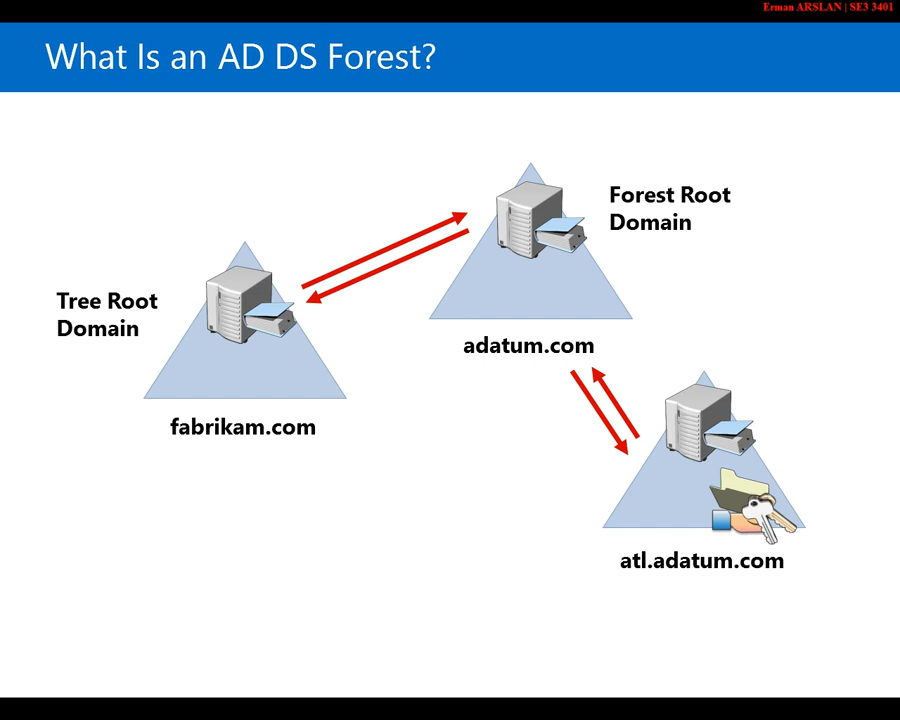 Erman ARSLAN | SE3 3401
What Is an AD DS Forest?
Forest Root
Domain
Tree Root
Domain
adatum.com
fabrikam.com
atl.adatum.com